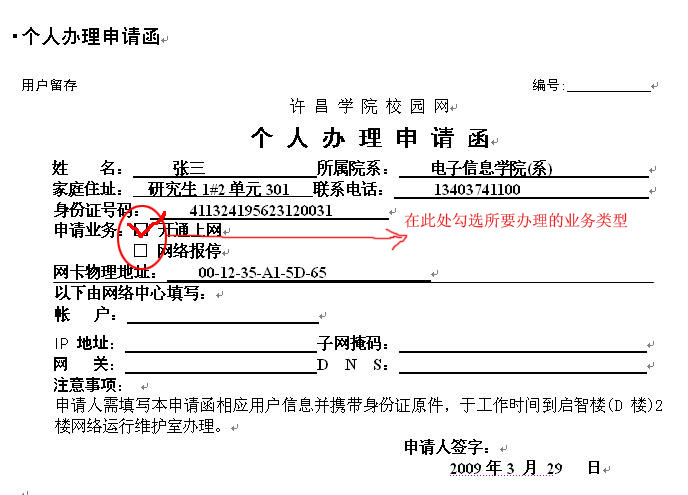 ·个人办理申请函
用户留存 编号:
许昌学院校园网
个人办理申请函
姓 名: 张三 所属院系: 电子信息学院(系)
家庭住址: 研究生1#2单元301 联系电话: 13403741100
身份证号码: 411324195623120031
申请业务: □ 开通上网 在此处勾选所要办理的业务类型
□ 网络报停
网卡物理地址: 00-12-35-A1-5D-65
以下由网络中心填写:
帐 户:
IP 地址: 子网掩码:
网 关: D N S:
注意事项:
申请人需填写本申请函相应用户信息并携带身份证原件，于工作时间到启智楼(D 楼)2
楼网络运行维护室办理。
申请人签字:
2009年3 月 29 日